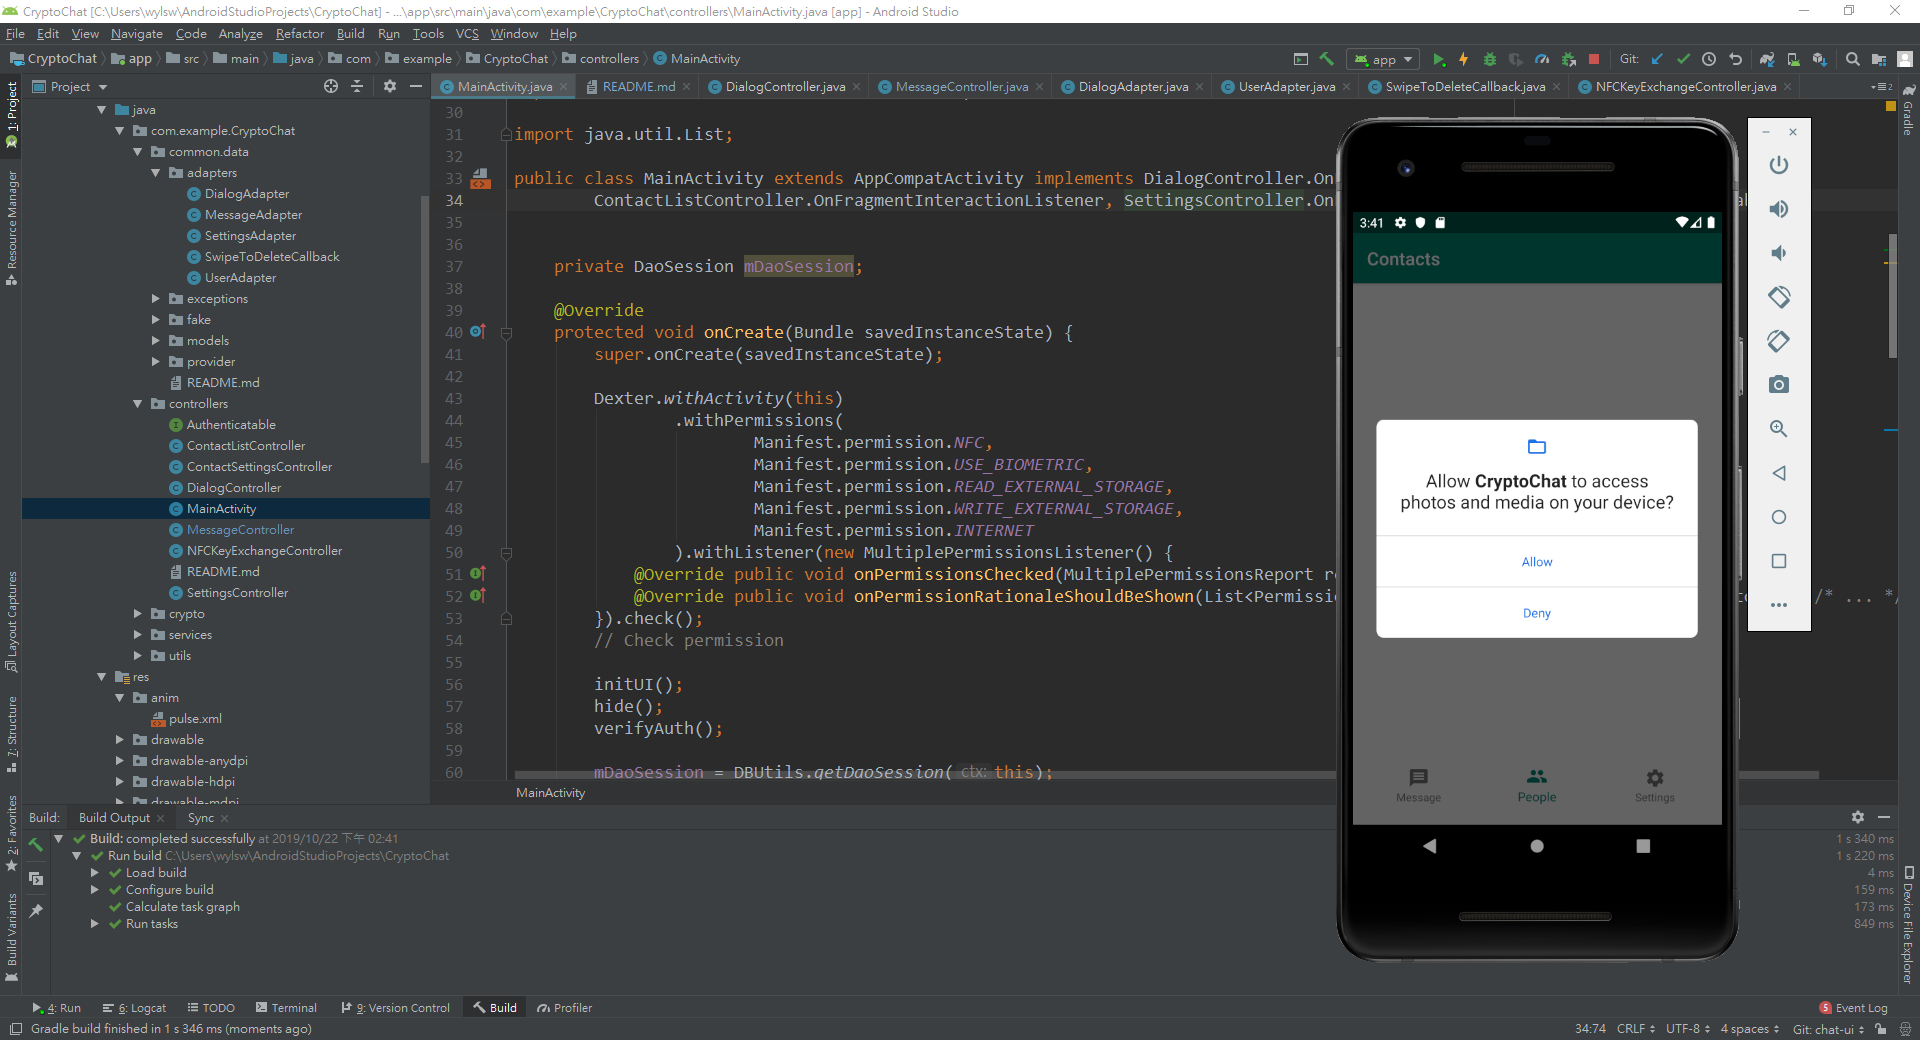 CryptoChat [C:\Users\wylsw\AndroidStudioProjects\CryptoChat] - ...\app\src\main\java\com\example\CryptoChat\controllers\MainActivity.java [app] - Android Studio
File Edit View Navigate Code Analyze Refactor Build Run Tools VCS Window Help
CryptoChat app src main java com example CryptoChat controllers MainActivity app Git:
Project
MainActivity.java README.md DialogController.java MessageController.java DialogAdapter.java UserAdapter.java SwipeToDeleteCallback.java NFCKeyExchangeController.java
1: Project
Resource Manager
Layout Captures
7: Structure
2: Favorites
Build Variants
java
com.example.CryptoChat
common.data
adapters
DialogAdapter
MessageAdapter
SettingsAdapter
SwipeToDeleteCallback
UserAdapter
exceptions
fake
models
provider
README.md
controllers
Authenticatable
ContactListController
ContactSettingsController
DialogController
MainActivity
MessageController
NFCKeyExchangeController
README.md
SettingsController
crypto
services
utils
res
anim
pulse.xml
drawable
drawable-anydpi
drawable-hdpi
drawable-mdpi
30
31 import java.util.List;
32
33 public class MainActivity extends AppCompatActivity implements DialogController.On
34 ContactListController.OnFragmentInteractionListener, SettingsController.On
35
36
37 private DaoSession mDaoSession;
38
39 @Override
40 protected void onCreate(Bundle savedInstanceState) {
41 super.onCreate(savedInstanceState);
42
43 Dexter.withActivity(this)
44 .withPermissions(
45 Manifest.permission.NFC,
46 Manifest.permission.USE_BIOMETRIC,
47 Manifest.permission.READ_EXTERNAL_STORAGE,
48 Manifest.permission.WRITE_EXTERNAL_STORAGE,
49 Manifest.permission.INTERNET
50 ).withListener(new MultiplePermissionsListener() {
51 @Override public void onPermissionsChecked(MultiplePermissionsReport re
52 @Override public void onPermissionRationaleShouldBeShown(List<Permissio /* ... */
53 }).check();
54 // Check permission
55
56 initUI();
57 hide();
58 verifyAuth();
59
60 mDaoSession = DBUtils.getDaoSession( ctx: this);
MainActivity
3:41
Contacts
Allow CryptoChat to access
photos and media on your device?
Allow
Deny
Message People Settings
Gradle
Device File Explorer
Build: Build Output Sync
Build: completed successfully at 2019/10/22 下午 02:41 1 s 340 ms
Run build C:\Users\wylsw\AndroidStudioProjects\CryptoChat 1 s 220 ms
Load build 4 ms
Configure build 159 ms
Calculate task graph 173 ms
Run tasks 849 ms
4: Run 6: Logcat TODO Terminal 9: Version Control Build Profiler 5 Event Log
Gradle build finished in 1 s 346 ms (moments ago) 34:74 CRLF UTF-8 4 spaces Git: chat-ui